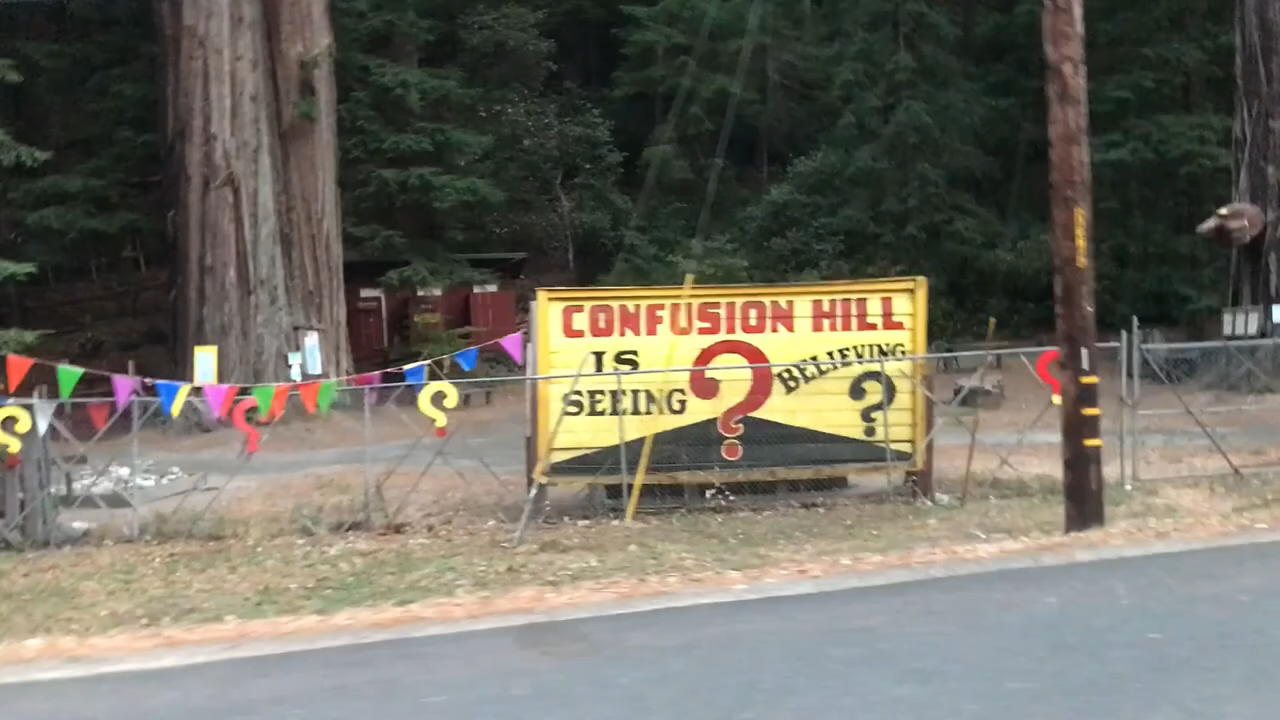 CONFUSION HILL
IS
SEEING
?
BELIEVING
?